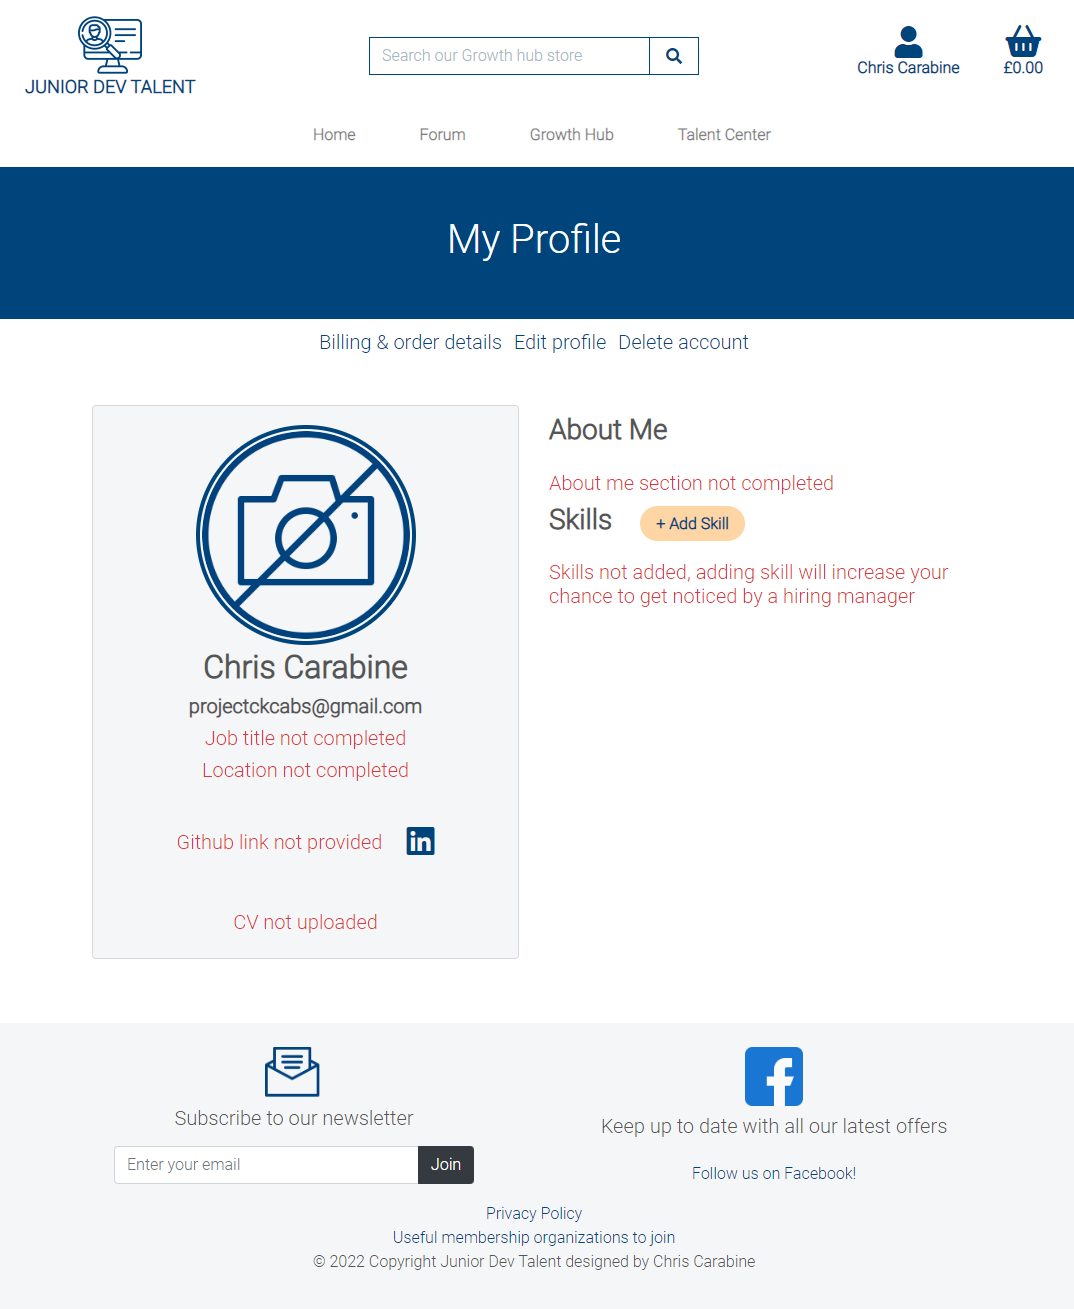 JUNIOR DEV TALENT
Search our Growth hub store
Chris Carabine
£0.00
Home
Forum
Growth Hub
Talent Center
My Profile
Billing & order details
Edit profile
Delete account
Chris Carabine
projectckcabs@gmail.com
Job title not completed
Location not completed
Github link not provided
in
CV not uploaded
About Me
About me section not completed
Skills
+ Add Skill
Skills not added, adding skill will increase your
chance to get noticed by a hiring manager
Subscribe to our newsletter
Enter your email
Join
f
Keep up to date with all our latest offers
Follow us on Facebook!
Privacy Policy
Useful membership organizations to join
© 2022 Copyright Junior Dev Talent designed by Chris Carabine